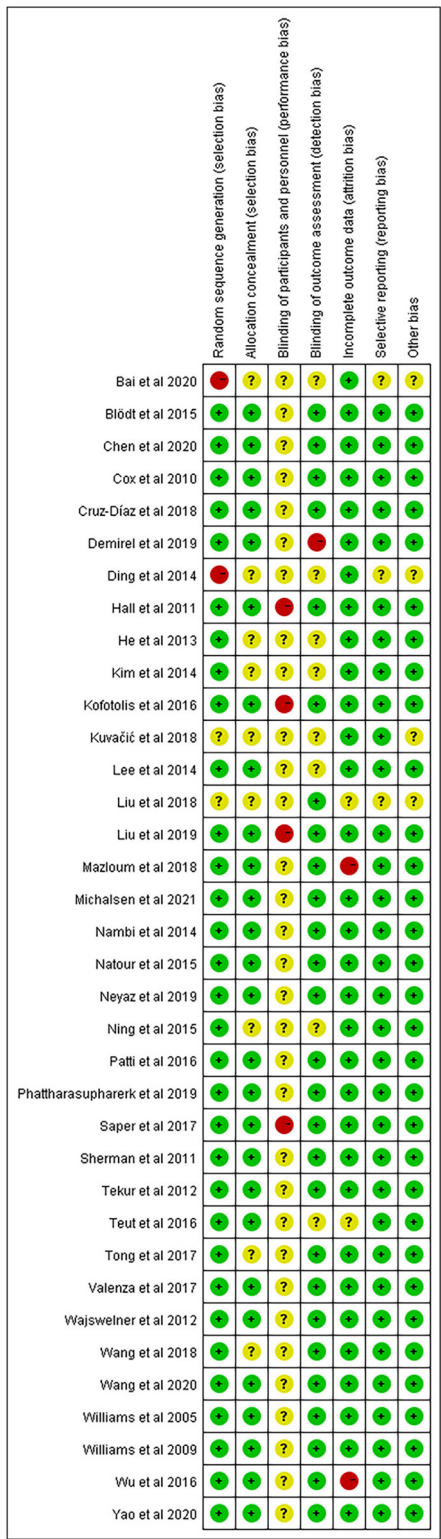 Random sequence generation (selection bias)
Allocation concealment (selection bias)
Blinding of participants and personnel (performance bias)
Blinding of outcome assessment (detection bias)
Incomplete outcome data (attrition bias)
Selective reporting (reporting bias)
Other bias
Bai et al 2020 - ? ? ? + ? ?
Blödt et al 2015 + + ? + + + +
Chen et al 2020 + + ? + + + +
Cox et al 2010 + + ? + + + +
Cruz-Díaz et al 2018 + + ? + + + +
Demirel et al 2019 + + ? - + + +
Ding et al 2014 - ? ? ? + ? ?
Hall et al 2011 + + - + + + +
He et al 2013 + ? ? ? + + +
Kim et al 2014 + ? ? ? + + +
Kofotolis et al 2016 + + - + + + +
Kuvačić et al 2018 ? ? ? ? + + ?
Lee et al 2014 + + ? ? + + +
Liu et al 2018 ? ? ? + ? ? ?
Liu et al 2019 + + - + + + +
Mazloum et al 2018 + + ? + - + +
Michalsen et al 2021 + + ? + + + +
Nambi et al 2014 + + ? + + + +
Natour et al 2015 + + ? + + + +
Neyaz et al 2019 + + ? + + + +
Ning et al 2015 + ? ? ? + + +
Patti et al 2016 + + ? + + + +
Phattharasupharerk et al 2019 + + ? + + + +
Saper et al 2017 + + - + + + +
Sherman et al 2011 + + ? + + + +
Tekur et al 2012 + + ? + + + +
Teut et al 2016 + + ? ? ? + +
Tong et al 2017 + ? ? + + + +
Valenza et al 2017 + + ? + + + +
Wajswelner et al 2012 + + ? + + + +
Wang et al 2018 + ? ? + + + +
Wang et al 2020 + + ? + + + +
Williams et al 2005 + + ? + + + +
Williams et al 2009 + + ? + + + +
Wu et al 2016 + + ? + - + +
Yao et al 2020 + + ? + + + +